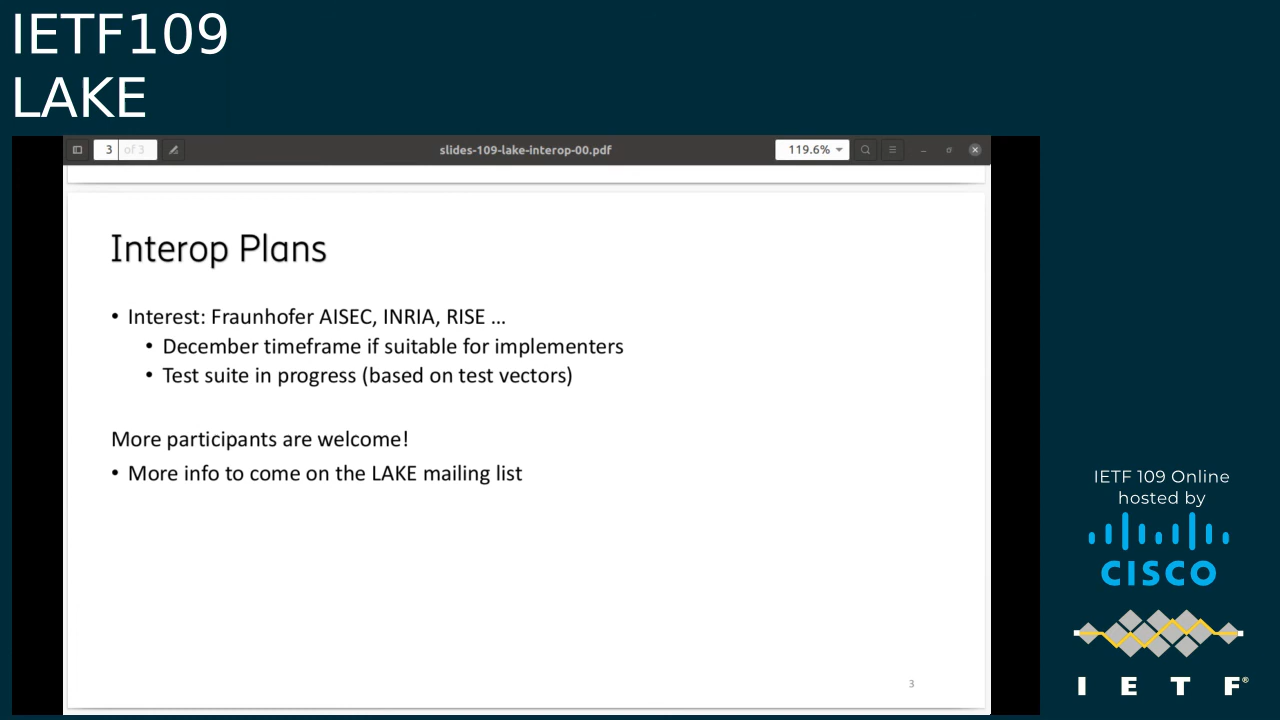 IETF109
LAKE
3 of 3
slides-109-lake-interop-00.pdf
119.6%
Interop Plans
• Interest: Fraunhofer AISEC, INRIA, RISE ...
• December timeframe if suitable for implementers
• Test suite in progress (based on test vectors)
More participants are welcome!
• More info to come on the LAKE mailing list
3
IETF 109 Online
hosted by
CISCO
I E T F®